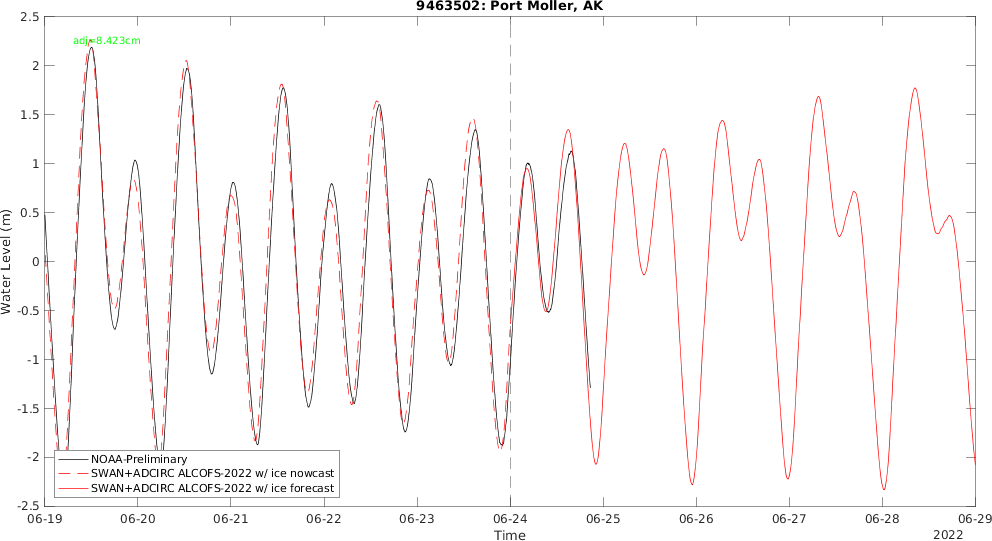 9463502: Port Moller, AK
adj=8.423cm
Water Level (m)
2.5
2
1.5
1
0.5
0
-0.5
-1
-1.5
-2
-2.5
NOAA-Preliminary
SWAN+ADCIRC ALCOFS-2022 w/ ice nowcast
SWAN+ADCIRC ALCOFS-2022 w/ ice forecast
06-19 06-20 06-21 06-22 06-23 06-24 06-25 06-26 06-27 06-28 06-29
Time
2022